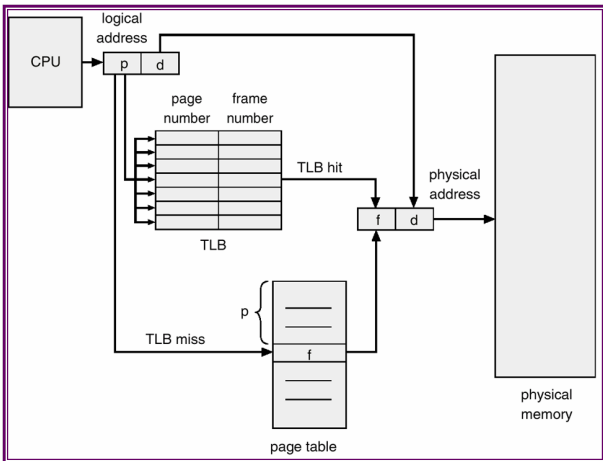 logical
address
CPU
p d
page frame
number number
TLB hit
physical
address
f d
TLB
p
TLB miss
f
physical
memory
page table